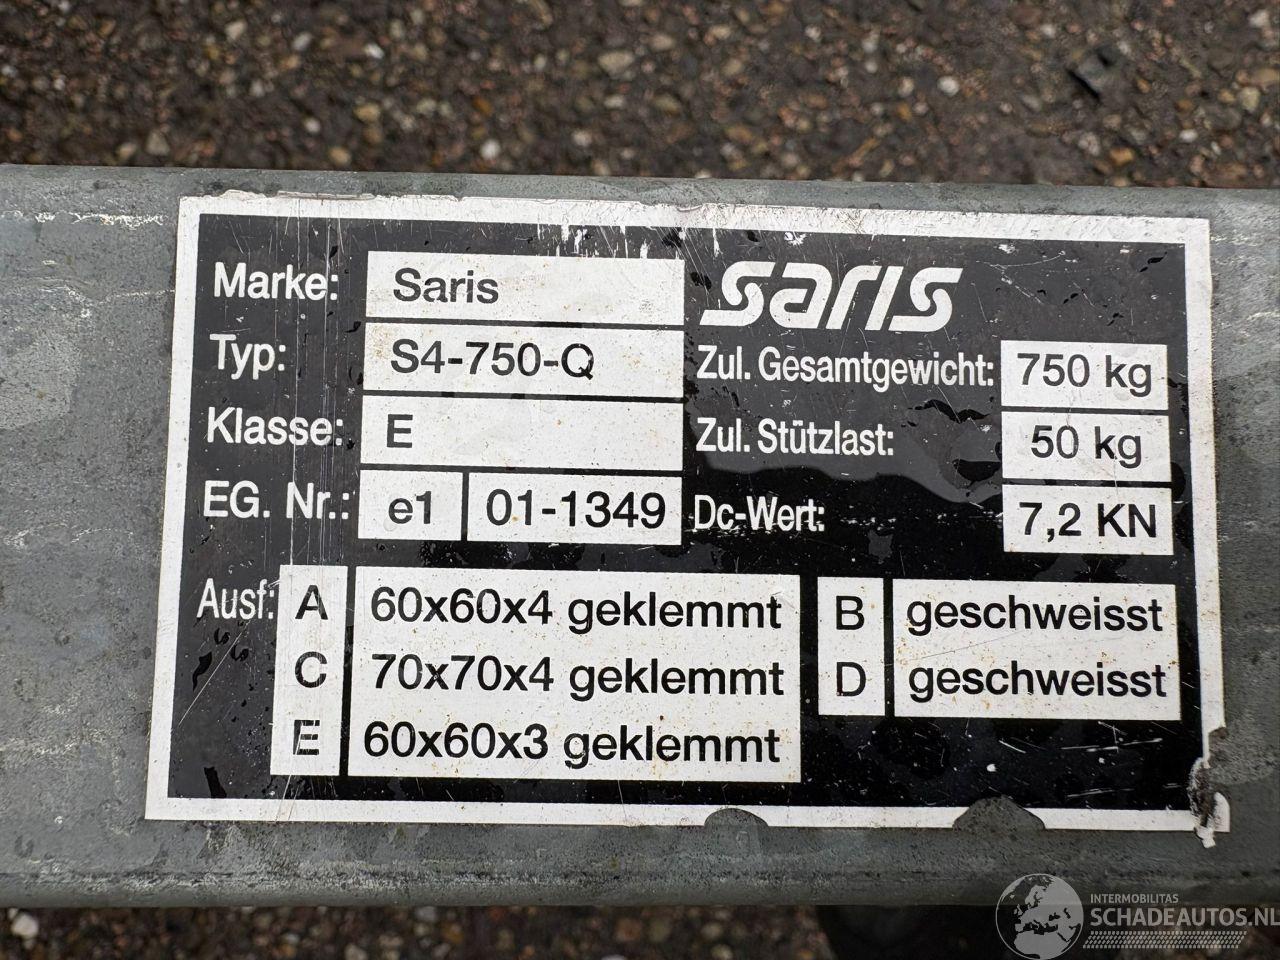 Marke: Saris
saris
Typ: S4-750-Q
Zul. Gesamtgewicht: 750 kg
Klasse: E
Zul. Stützlast: 50 kg
EG. Nr.: e1 01-1349
Dc-Wert: 7,2 KN
Ausf: A 60x60x4 geklemmt B geschweisst
C 70x70x4 geklemmt D geschweisst
E 60x60x3 geklemmt
INTERMOBILITAS
SCHADEAUTOS.NL